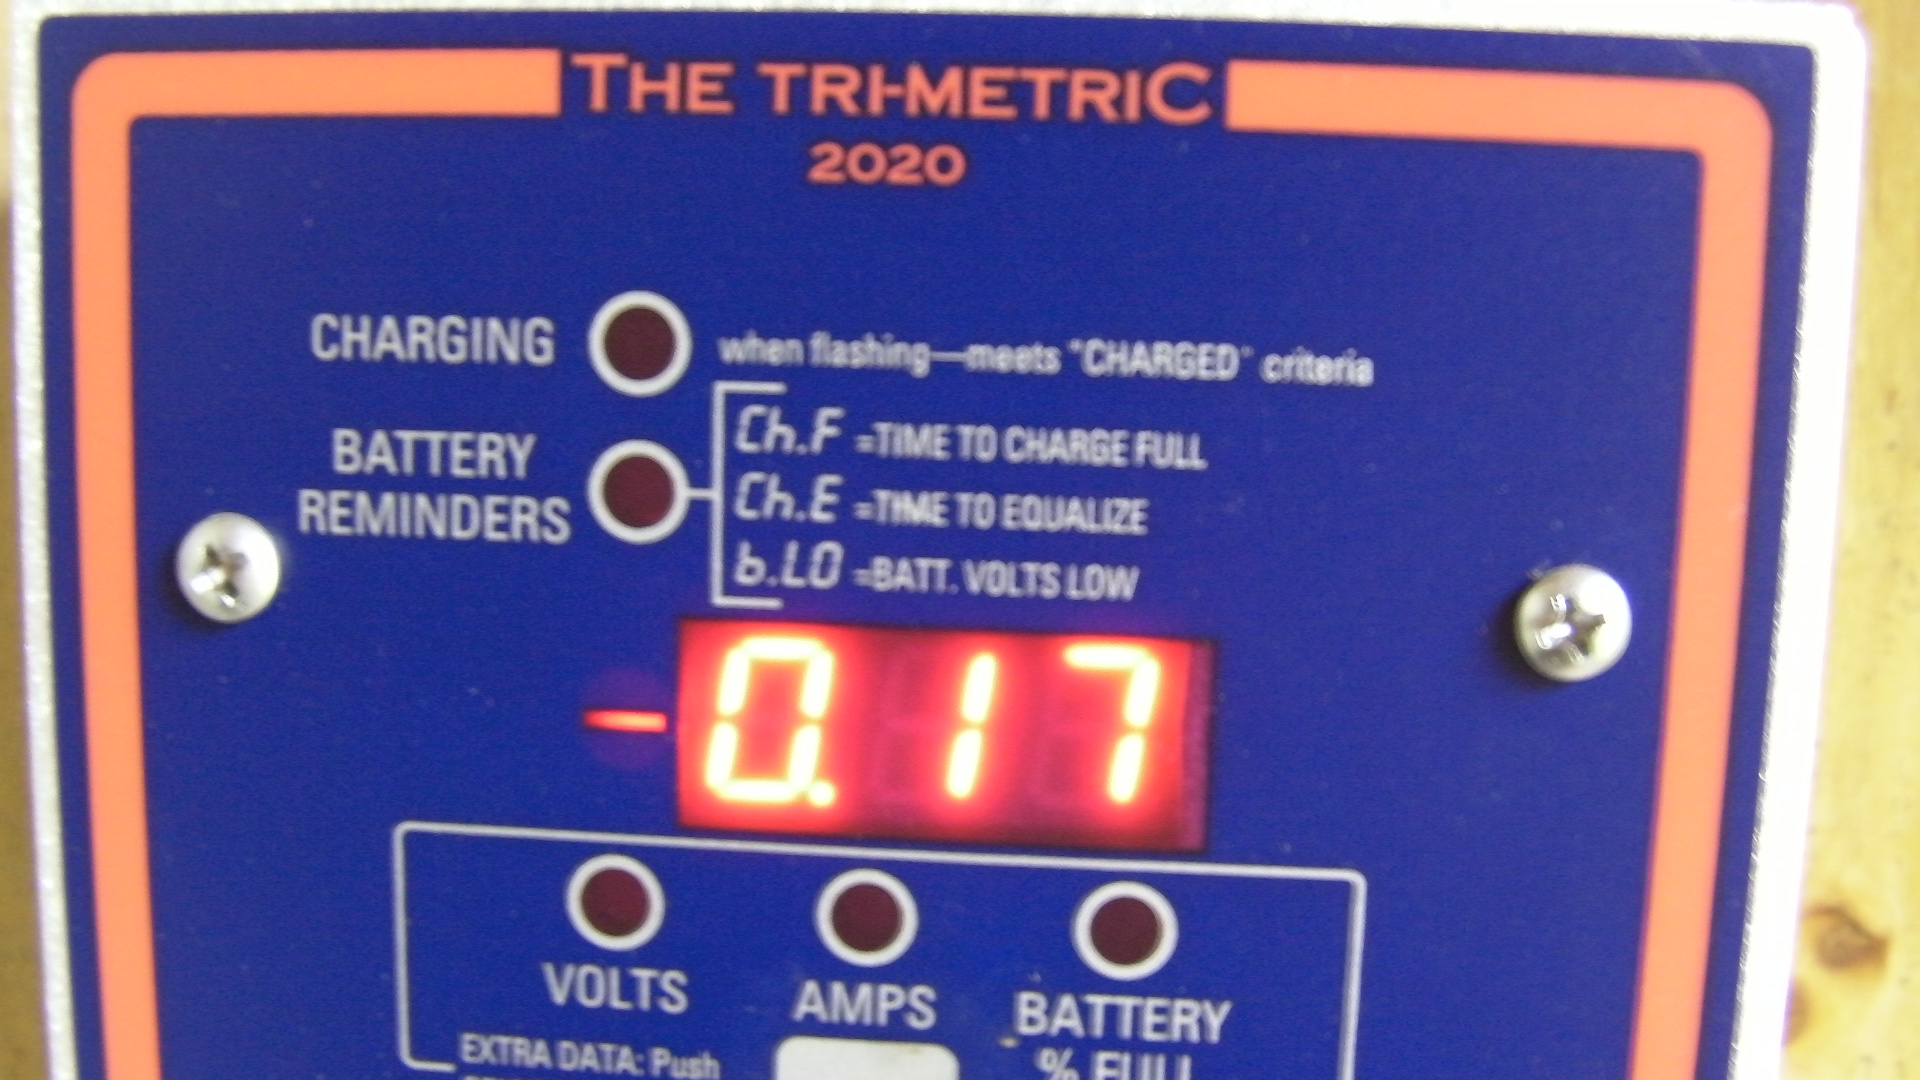 THE TRI-METRIC
2020
CHARGING
when flashing—meets "CHARGED" criteria
BATTERY
REMINDERS
Ch.F =TIME TO CHARGE FULL
Ch.E =TIME TO EQUALIZE
b.LO =BATT. VOLTS LOW
-0.17
VOLTS
AMPS
BATTERY
% FULL
EXTRA DATA: Push